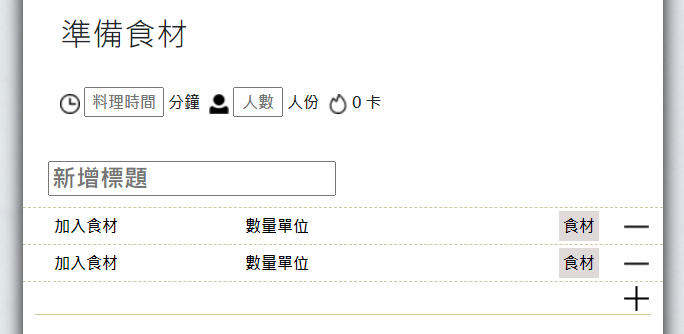 準備食材
料理時間 分鐘 人數 人份 0 卡
新增標題
加入食材 數量單位 食材
加入食材 數量單位 食材